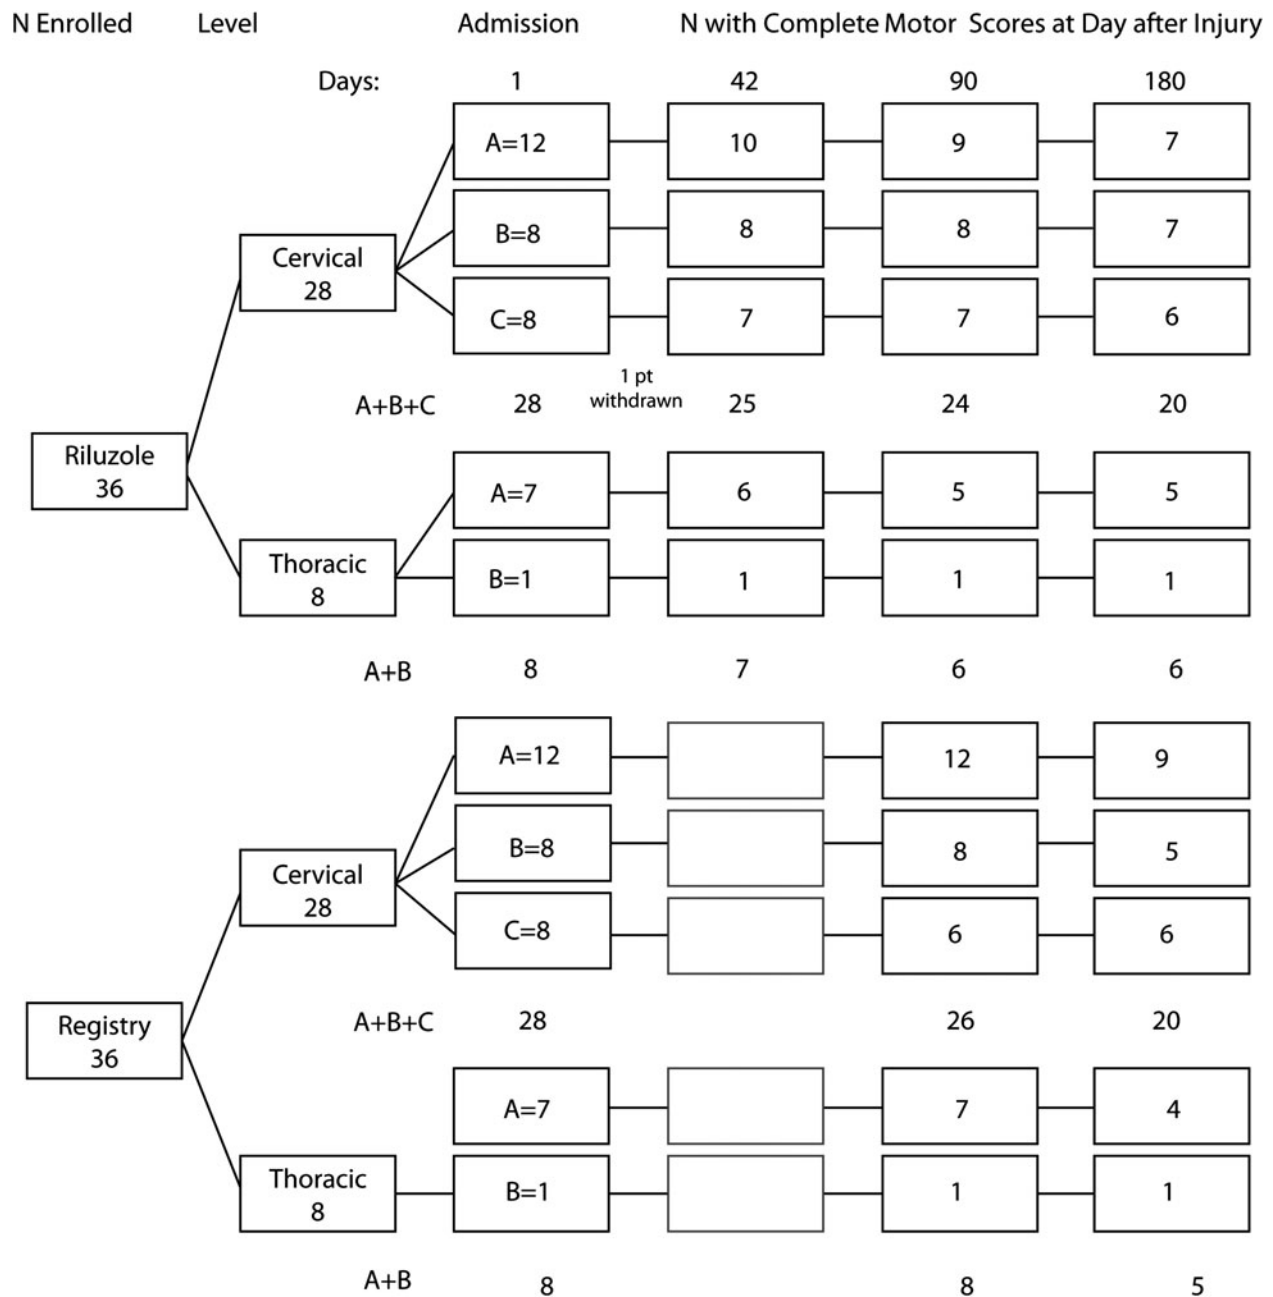 N Enrolled Level Admission N with Complete Motor Scores at Day after Injury
Days: 1 42 90 180
A=12 10 9 7
B=8 8 8 7
Cervical
28
C=8 7 7 6
1 pt
withdrawn
A+B+C 28 25 24 20
Riluzole
36
A=7 6 5 5
Thoracic
8
B=1 1 1 1
A+B 8 7 6 6
A=12 12 9
B=8 8 5
Cervical
28
C=8 6 6
A+B+C 28 26 20
Registry
36
A=7 7 4
Thoracic
8
B=1 1 1
A+B 8 8 5